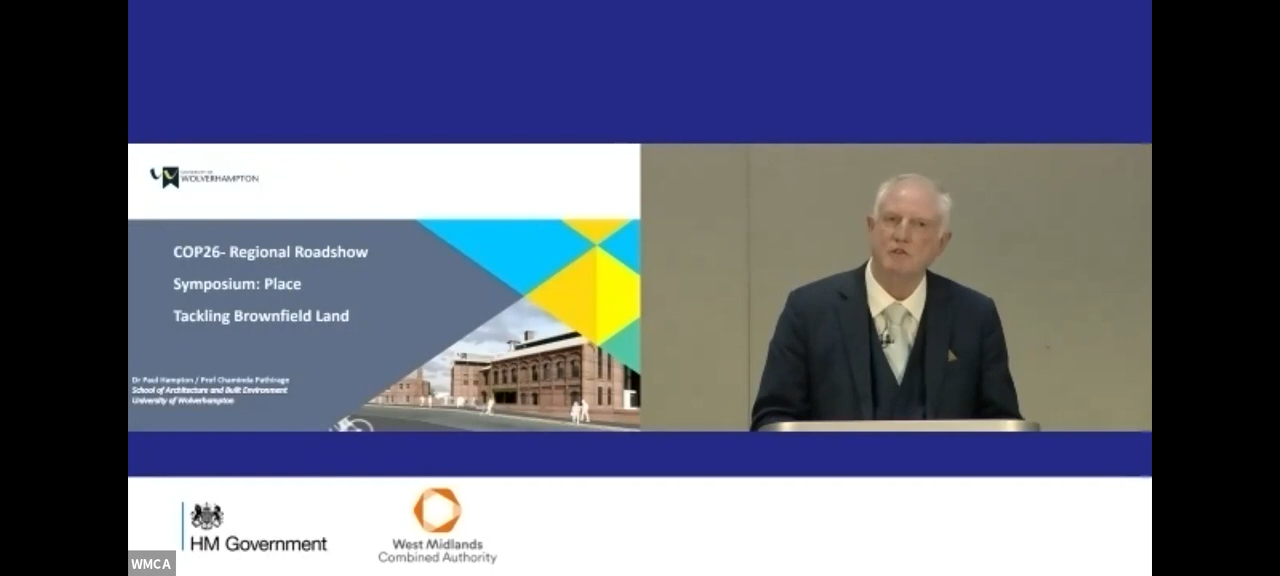 UNIVERSITY OF
WOLVERHAMPTON
COP26- Regional Roadshow
Symposium: Place
Tackling Brownfield Land
Dr Paul Hampton / Prof Chaminda Pathirage
School of Architecture and Built Environment
University of Wolverhampton
HM Government
West Midlands
Combined Authority
WMCA